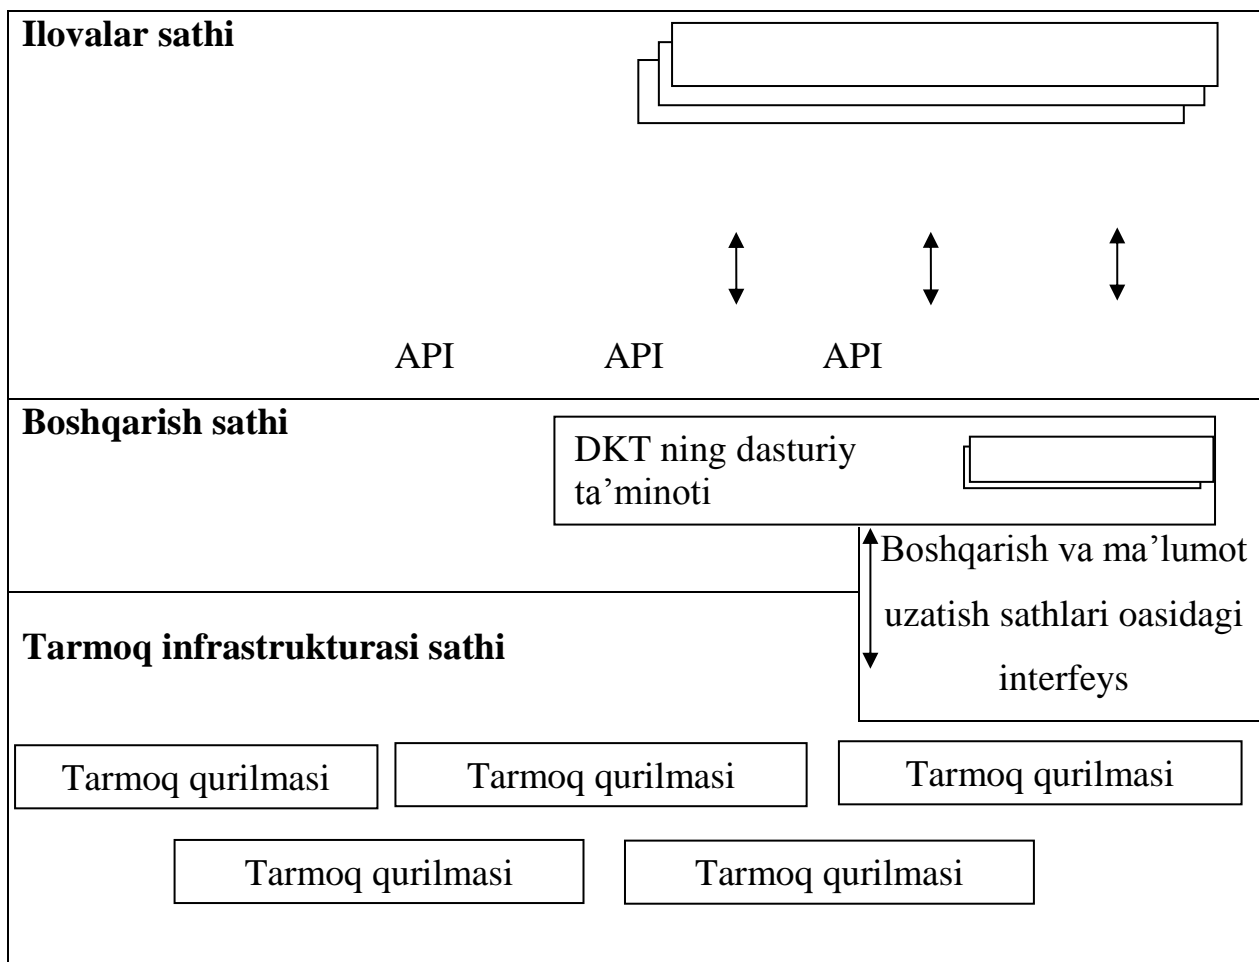 Ilovalar sathi
API API API
Boshqarish sathi
DKT ning dasturiy
ta’minoti
Boshqarish va ma’lumot
uzatish sathlari oasidagi
interfeys
Tarmoq infrastrukturasi sathi
Tarmoq qurilmasi
Tarmoq qurilmasi
Tarmoq qurilmasi
Tarmoq qurilmasi
Tarmoq qurilmasi